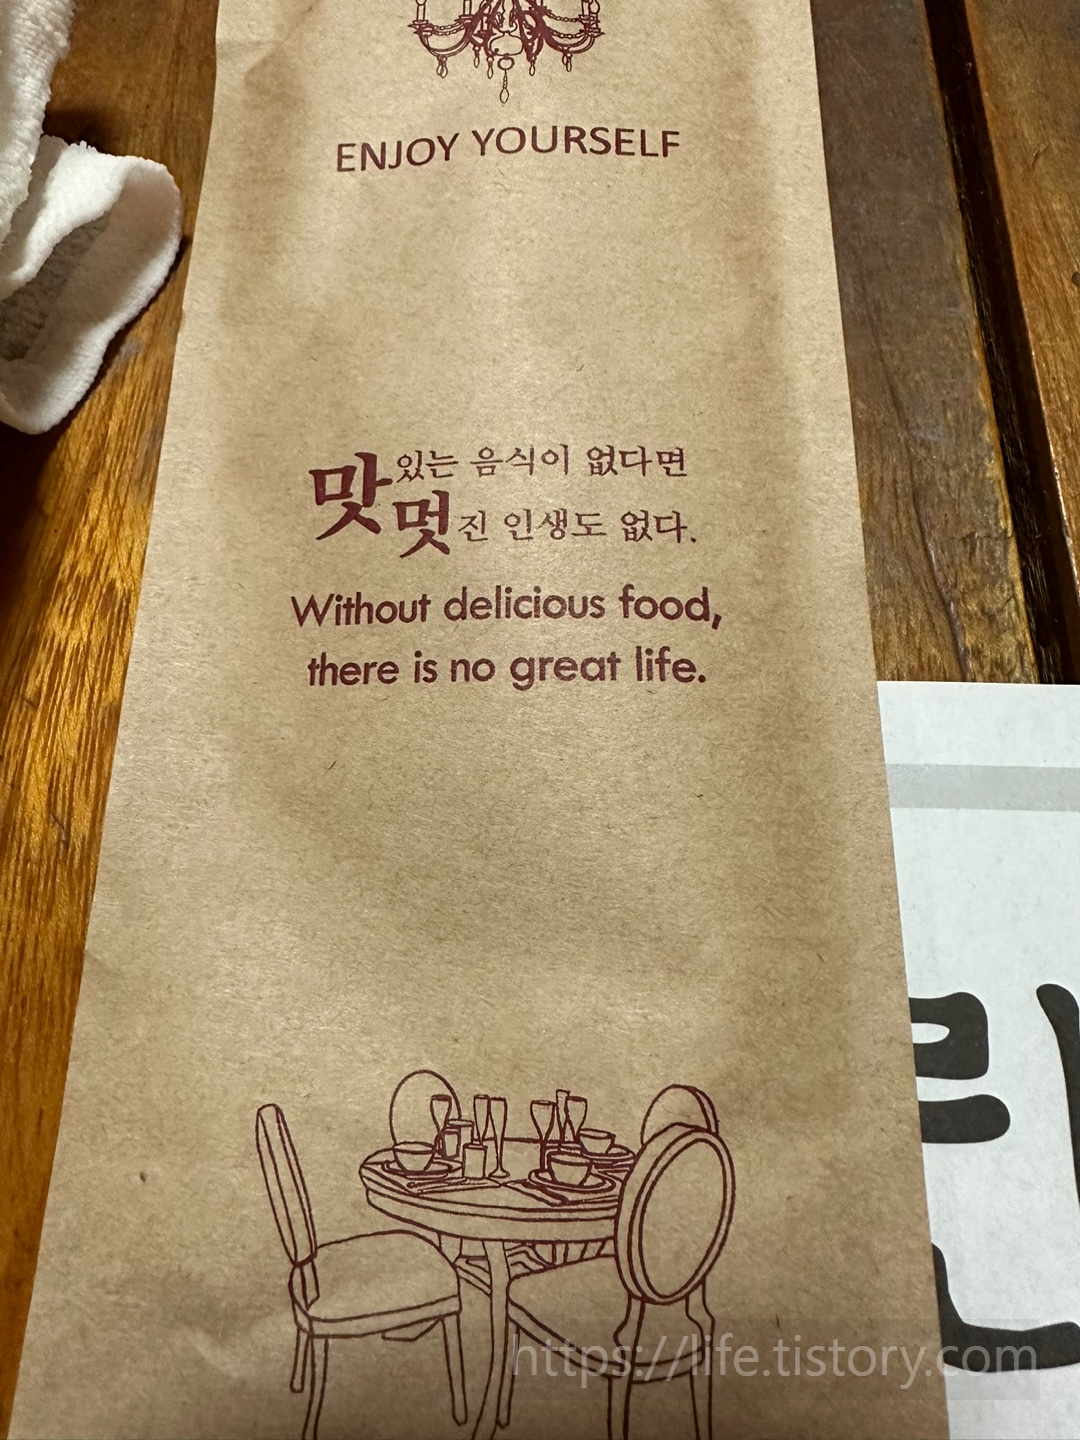 ENJOY YOURSELF
맛있는 음식이 없다면
멋진 인생도 없다.
Without delicious food,
there is no great life.
https://life.tistory.com